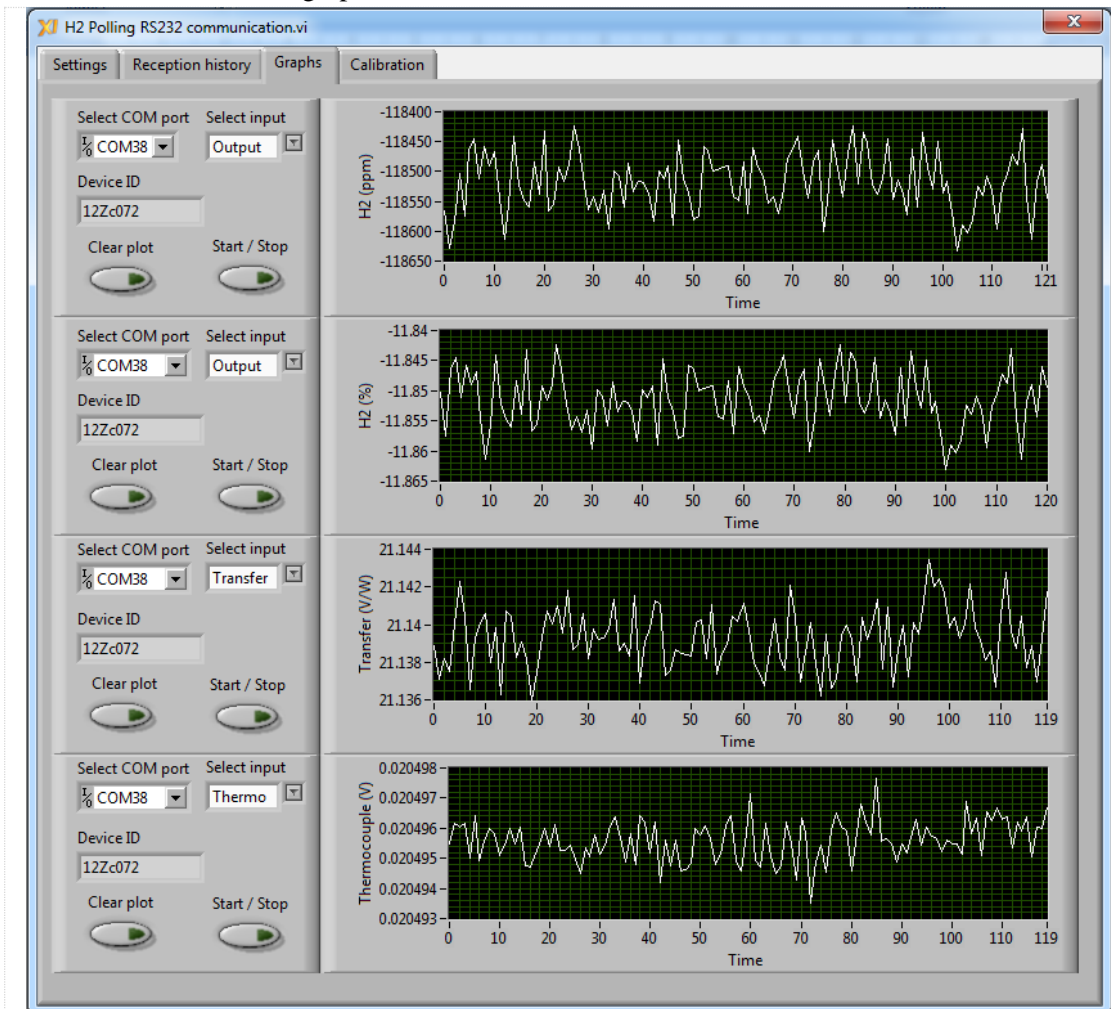 H2 Polling RS232 communication.vi
Settings Reception history Graphs Calibration
Select COM port Select input
COM38 Output
Device ID
12Zc072
Clear plot Start / Stop
H2 (ppm)
-118400
-118450
-118500
-118550
-118600
-118650
0 10 20 30 40 50 60 70 80 90 100 110 121
Time
Select COM port Select input
COM38 Output
Device ID
12Zc072
Clear plot Start / Stop
H2 (%)
-11.84
-11.845
-11.85
-11.855
-11.86
-11.865
0 10 20 30 40 50 60 70 80 90 100 110 120
Time
Select COM port Select input
COM38 Transfer
Device ID
12Zc072
Clear plot Start / Stop
Transfer (V/W)
21.144
21.142
21.14
21.138
21.136
0 10 20 30 40 50 60 70 80 90 100 110 119
Time
Select COM port Select input
COM38 Thermo
Device ID
12Zc072
Clear plot Start / Stop
Thermocouple (V)
0.020498
0.020497
0.020496
0.020495
0.020494
0.020493
0 10 20 30 40 50 60 70 80 90 100 110 119
Time